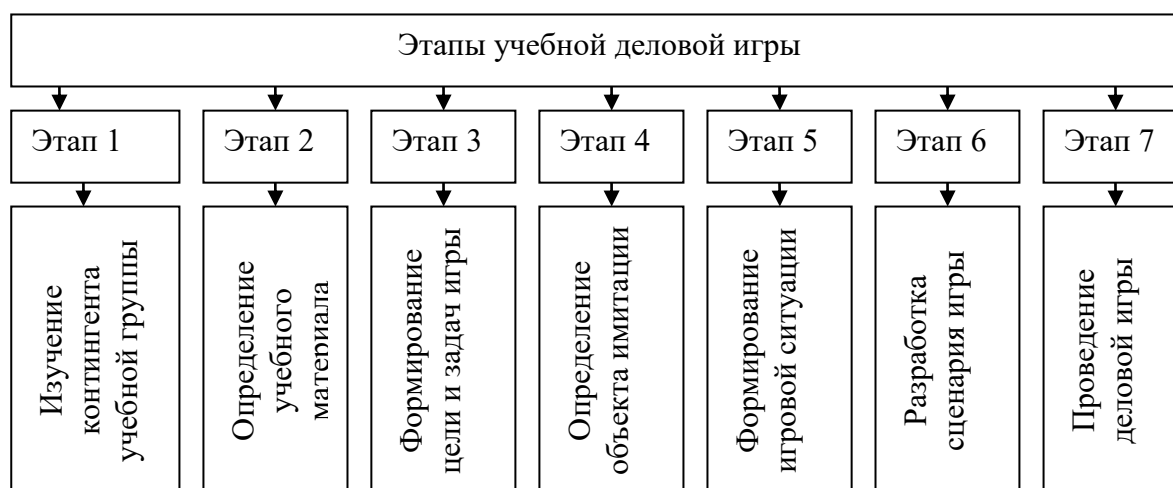 Этапы учебной деловой игры
Этап 1
Этап 2
Этап 3
Этап 4
Этап 5
Этап 6
Этап 7
Изучение
контингента
учебной группы
Определение
учебного
материала
Формирование
цели и задач игры
Определение
объекта имитации
Формирование
игровой ситуации
Разработка
сценария игры
Проведение
деловой игры